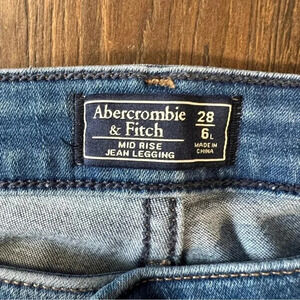 Abercrombie
& Fitch
MID RISE
JEAN LEGGING
28
6L
MADE IN
CHINA